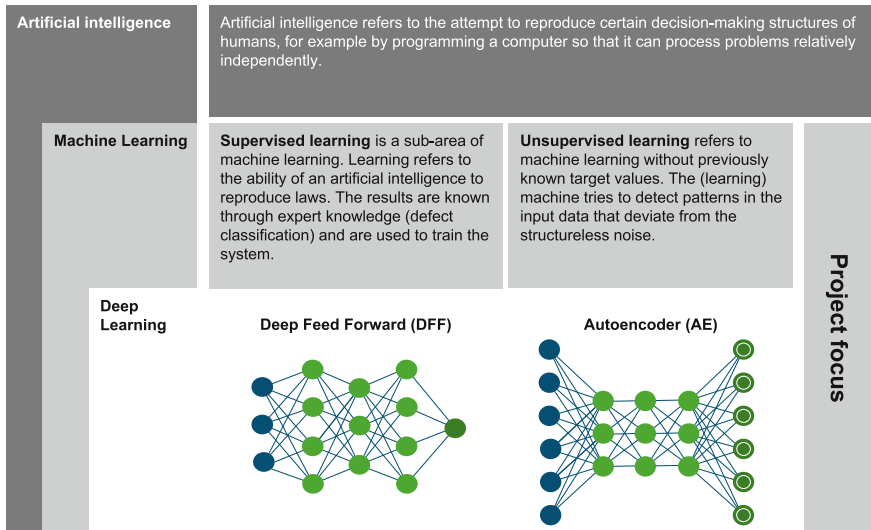 Artificial intelligence
Artificial intelligence refers to the attempt to reproduce certain decision-making structures of
humans, for example by programming a computer so that it can process problems relatively
independently.
Machine Learning
Supervised learning is a sub-area of
machine learning. Learning refers to
the ability of an artificial intelligence to
reproduce laws. The results are known
through expert knowledge (defect
classification) and are used to train the
system.
Unsupervised learning refers to
machine learning without previously
known target values. The (learning)
machine tries to detect patterns in the
input data that deviate from the
structureless noise.
Project focus
Deep
Learning
Deep Feed Forward (DFF)
Autoencoder (AE)